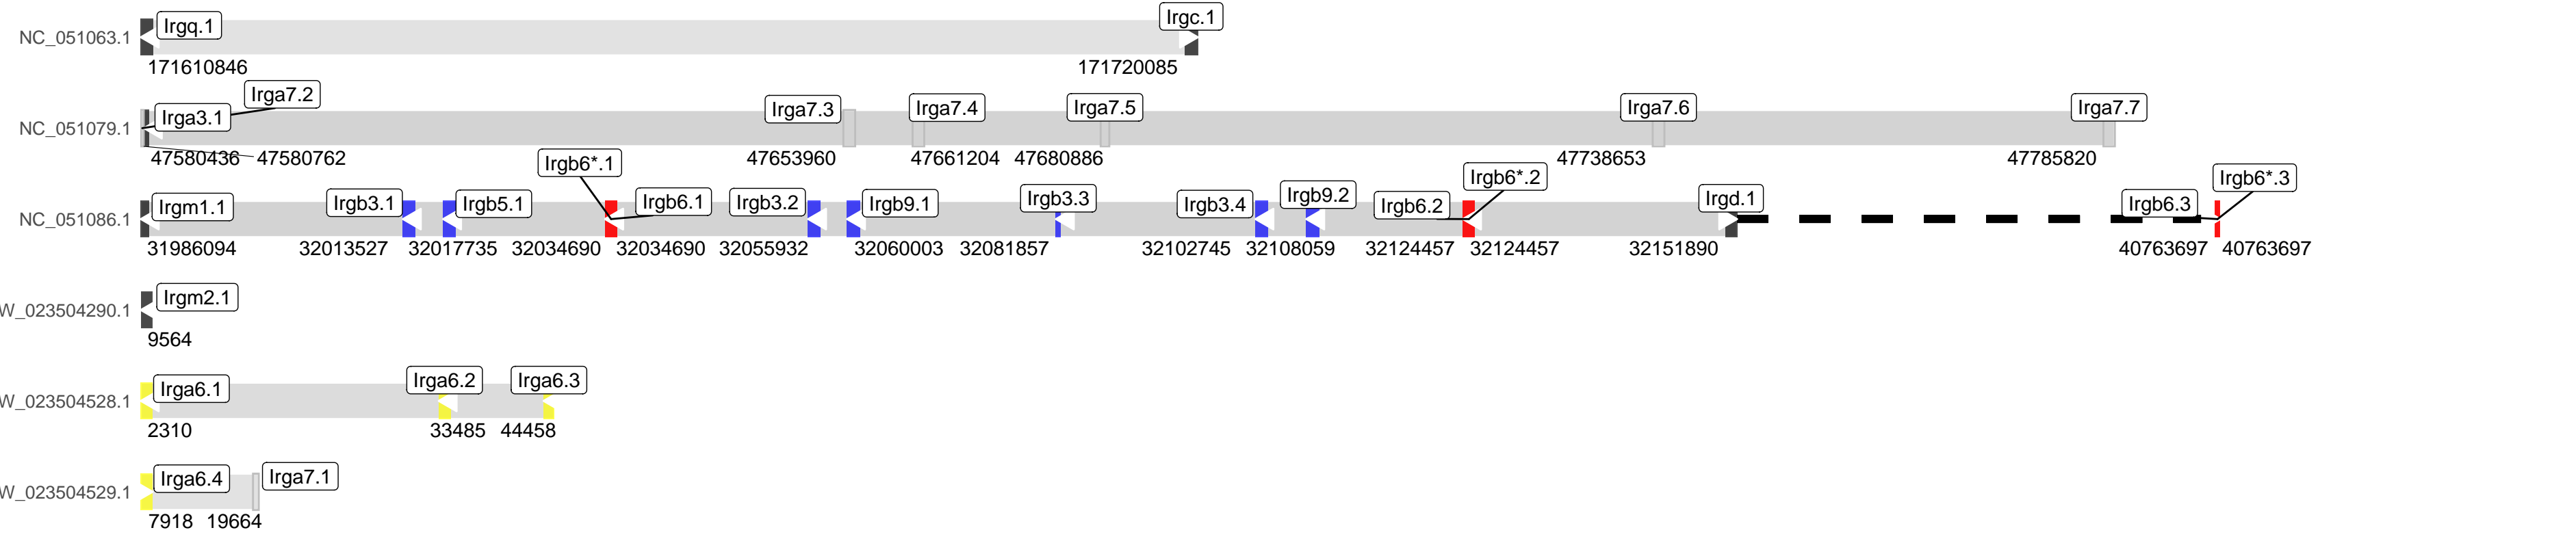 NC_051063.1 Irgq.1 Irgc.1
171610846 171720085
NC_051079.1 Irga3.1 Irga7.2 Irga7.3 Irga7.4 Irga7.5 Irga7.6 Irga7.7
47580436 47580762 47653960 47661204 47680886 47738653 47785820
NC_051086.1 Irgm1.1 Irgb3.1 Irgb5.1 Irgb6*.1 Irgb6.1 Irgb3.2 Irgb9.1 Irgb3.3 Irgb3.4 Irgb9.2 Irgb6.2 Irgb6*.2 Irgd.1 Irgb6.3 Irgb6*.3
31986094 32013527 32017735 32034690 32034690 32055932 32060003 32081857 32102745 32108059 32124457 32124457 32151890 40763697 40763697
W_023504290.1 Irgm2.1
9564
W_023504528.1 Irga6.1 Irga6.2 Irga6.3
2310 33485 44458
W_023504529.1 Irga6.4 Irga7.1
7918 19664